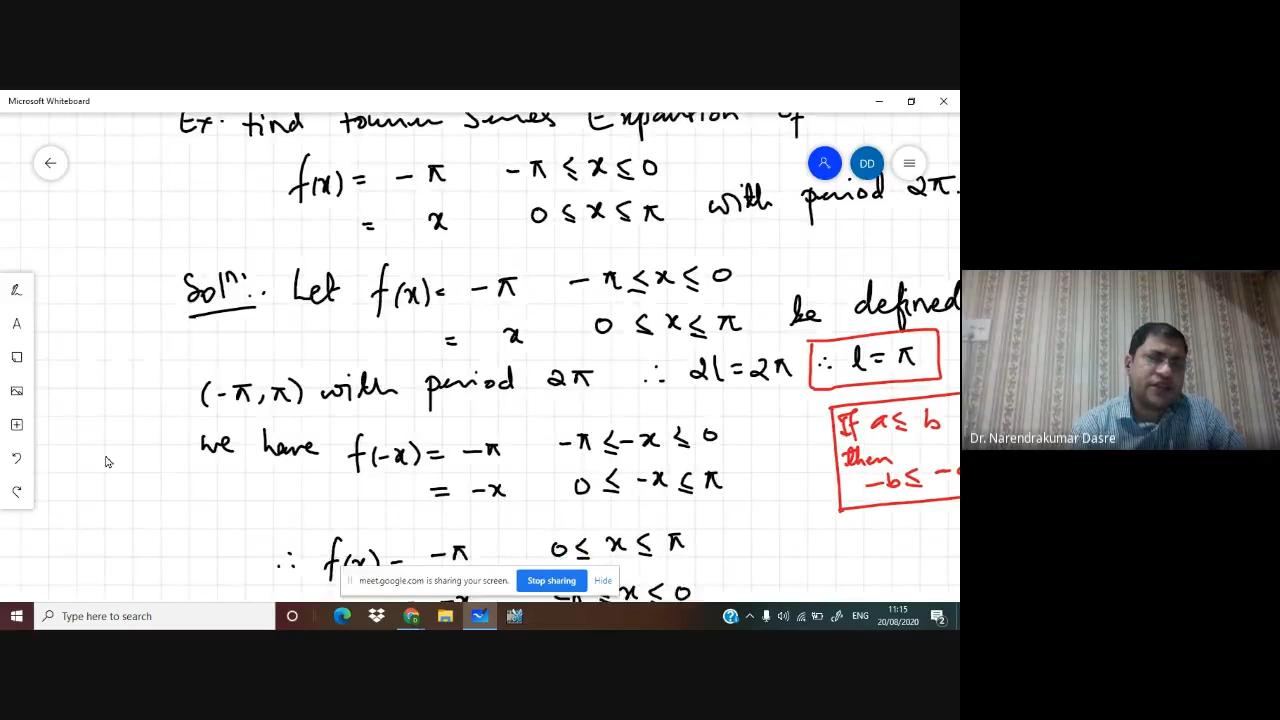 Microsoft Whiteboard
Ex. find Fourier Series Expansion of
f(x) = - π   - π ≤ x ≤ 0
= x   0 ≤ x ≤ π   with period 2π.
DD
Soln: Let f(x) = - π   - π ≤ x ≤ 0
= x   0 ≤ x ≤ π   be defined
(-π, π) with period 2π ∴ 2l = 2π ∴ l = π
we have f(-x) = -π   -π ≤ -x ≤ 0
= -x   0 ≤ -x ≤ π
If a ≤ b
then
-b ≤ -
∴ f(x) = -π   0 ≤ x ≤ π
≤ x ≤ 0
meet.google.com is sharing your screen. Stop sharing Hide
Dr. Narendrakumar Dasre
Type here to search
ENG
11:15
20/08/2020
2